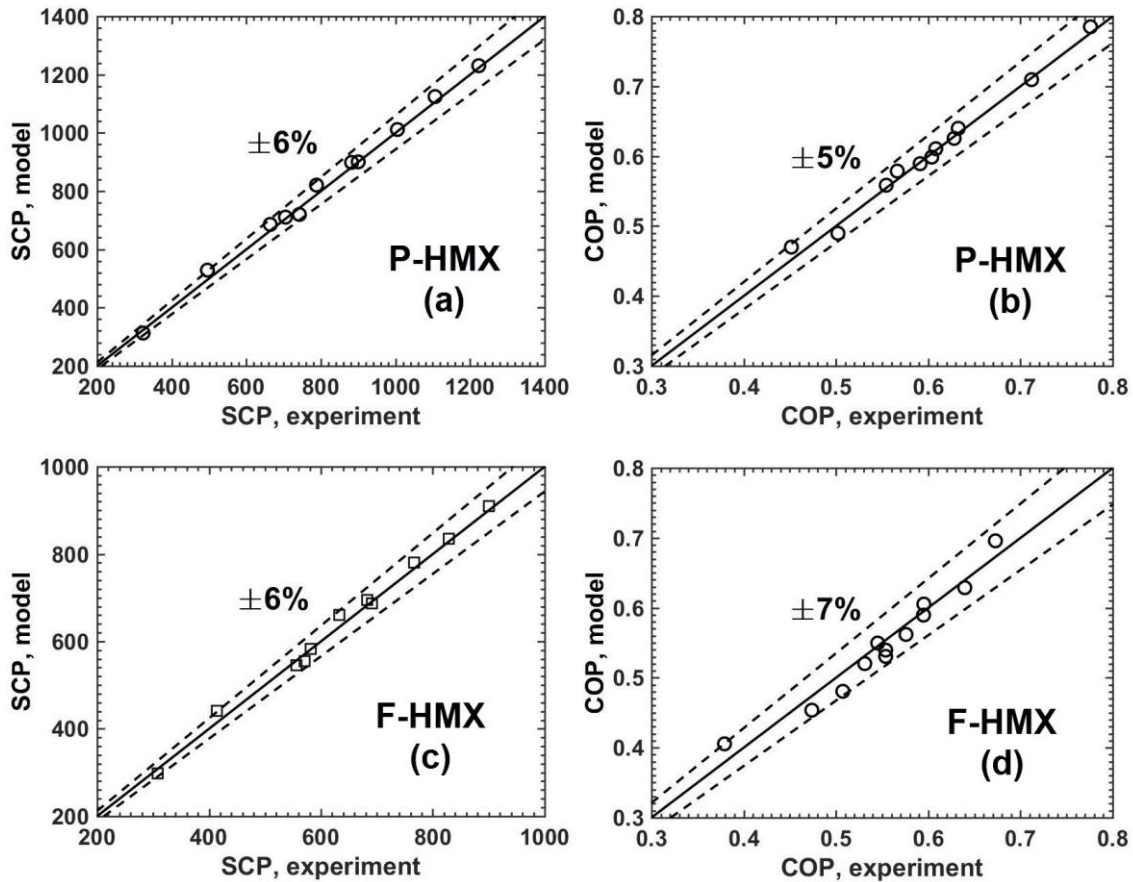 1400
1200
1000
800
600
400
200
SCP, model
±6%
P-HMX
(a)
200 400 600 800 1000 1200 1400
SCP, experiment
0.8
0.7
0.6
0.5
0.4
0.3
COP, model
±5%
P-HMX
(b)
0.3 0.4 0.5 0.6 0.7 0.8
COP, experiment
1000
800
600
400
200
SCP, model
±6%
F-HMX
(c)
200 400 600 800 1000
SCP, experiment
0.8
0.7
0.6
0.5
0.4
0.3
COP, model
±7%
F-HMX
(d)
0.3 0.4 0.5 0.6 0.7 0.8
COP, experiment